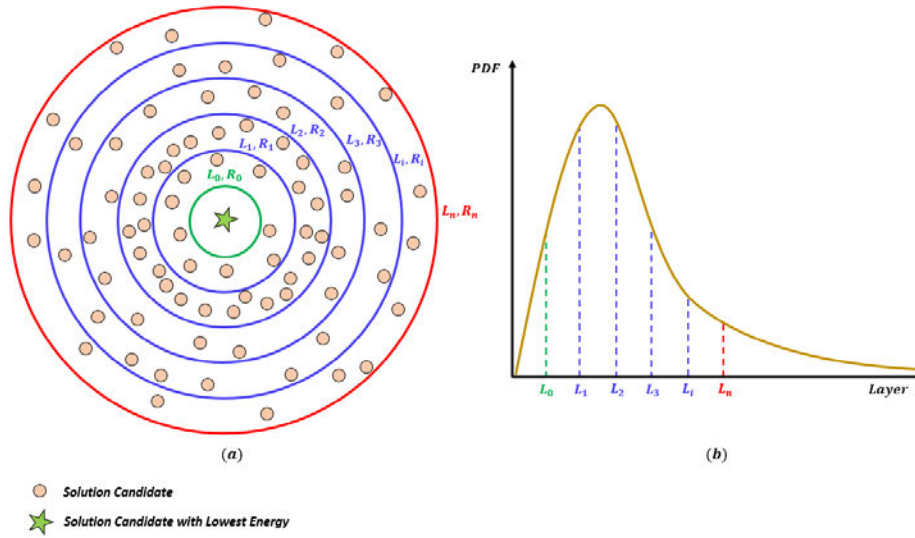 L₀, R₀
L₁, R₁
L₂, R₂
L₃, R₃
Lᵢ, Rᵢ
Lₙ, Rₙ
(a)
PDF
L₀ L₁ L₂ L₃ Lᵢ Lₙ Layer
(b)
Solution Candidate
Solution Candidate with Lowest Energy